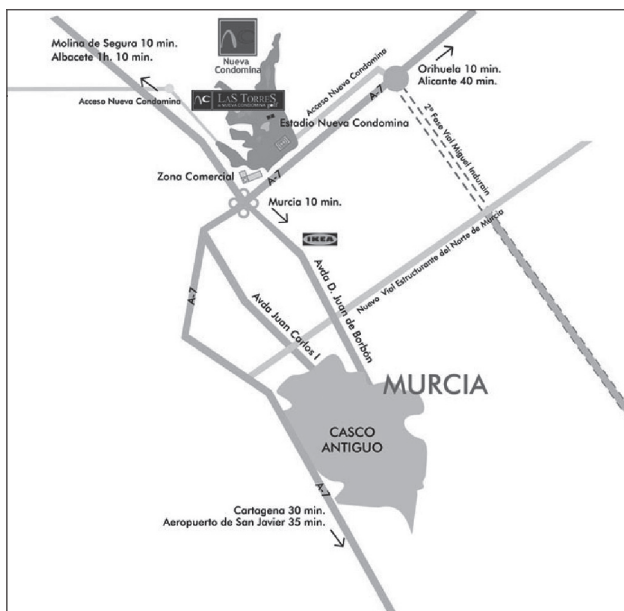 Molina de Segura 10 min.
Albacete 1h. 10 min.
Nueva
Condomina
Acceso Nueva Condomina
Orihuela 10 min.
Alicante 40 min.
Acceso Nueva Condomina
LAS TORRES
A-7
Estadio Nueva Condomina
2ª Fase Vial Miguel Indurain
Zona Comercial
A-7
Murcia 10 min.
IKEA
Nuevo Vial Estructurante del Norte de Murcia
Avda D. Juan de Borbón
A-7
Avda Juan Carlos I
MURCIA
CASCO
ANTIGUO
A-7
Cartagena 30 min.
Aeropuerto de San Javier 35 min.